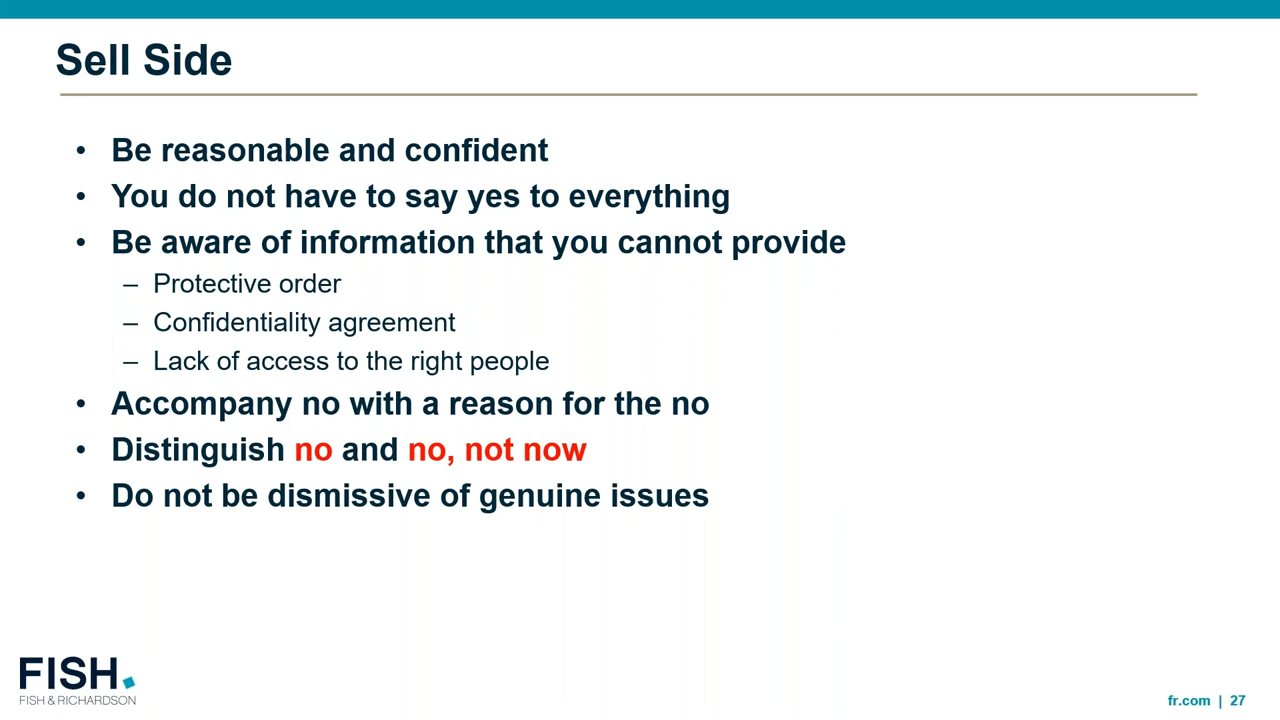 Sell Side
• Be reasonable and confident
• You do not have to say yes to everything
• Be aware of information that you cannot provide
– Protective order
– Confidentiality agreement
– Lack of access to the right people
• Accompany no with a reason for the no
• Distinguish no and no, not now
• Do not be dismissive of genuine issues
FISH.
FISH & RICHARDSON
fr.com | 27